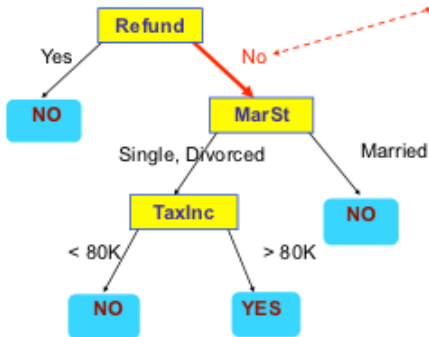 Refund
Yes
No
NO
MarSt
Single, Divorced
Married
TaxInc
NO
< 80K
> 80K
NO
YES